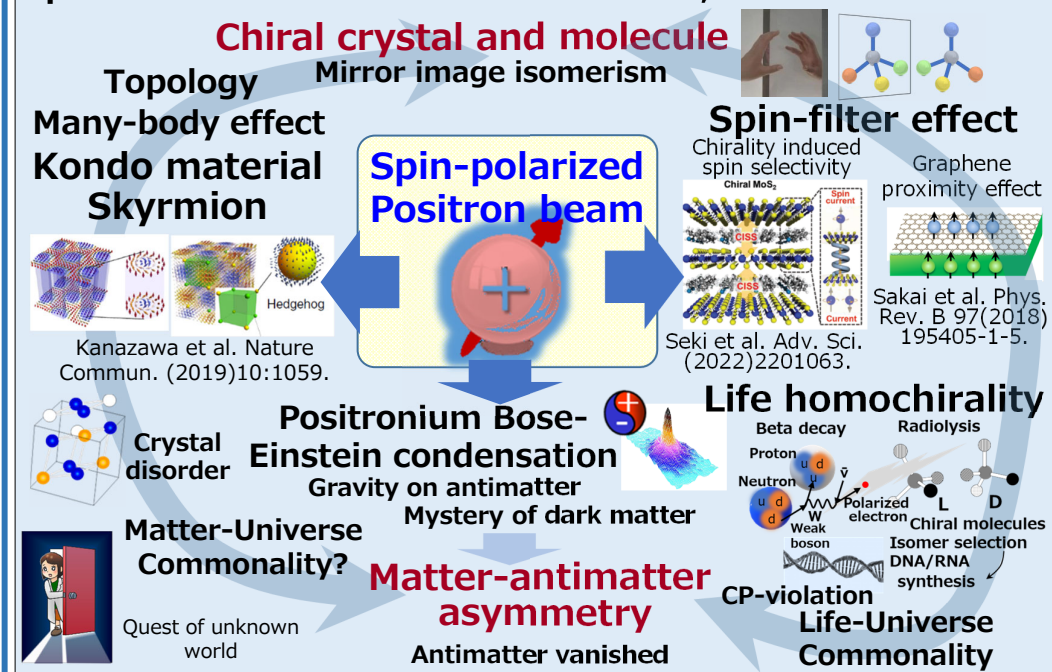 Chiral crystal and molecule
Mirror image isomerism
Topology
Many-body effect
Kondo material
Skyrmion
Hedgehog
Kanazawa et al. Nature
Commun. (2019)10:1059.
Spin-polarized
Positron beam
+
Spin-filter effect
Chirality induced
spin selectivity
Chiral MoS2
Spin
current
CISS
CISS
Current
Seki et al. Adv. Sci.
(2022)2201063.
Graphene
proximity effect
Sakai et al. Phys.
Rev. B 97(2018)
195405-1-5.
Crystal
disorder
Positronium Bose-
Einstein condensation
+
-
Gravity on antimatter
Mystery of dark matter
Life homochirality
Beta decay
Radiolysis
Proton
u d
u
ν̄
Neutron
u d
d
W
Weak
boson
Polarized
electron
L
D
Chiral molecules
Isomer selection
DNA/RNA
synthesis
Matter-Universe
Commonality?
Quest of unknown
world
Matter-antimatter
asymmetry
Antimatter vanished
CP-violation
Life-Universe
Commonality